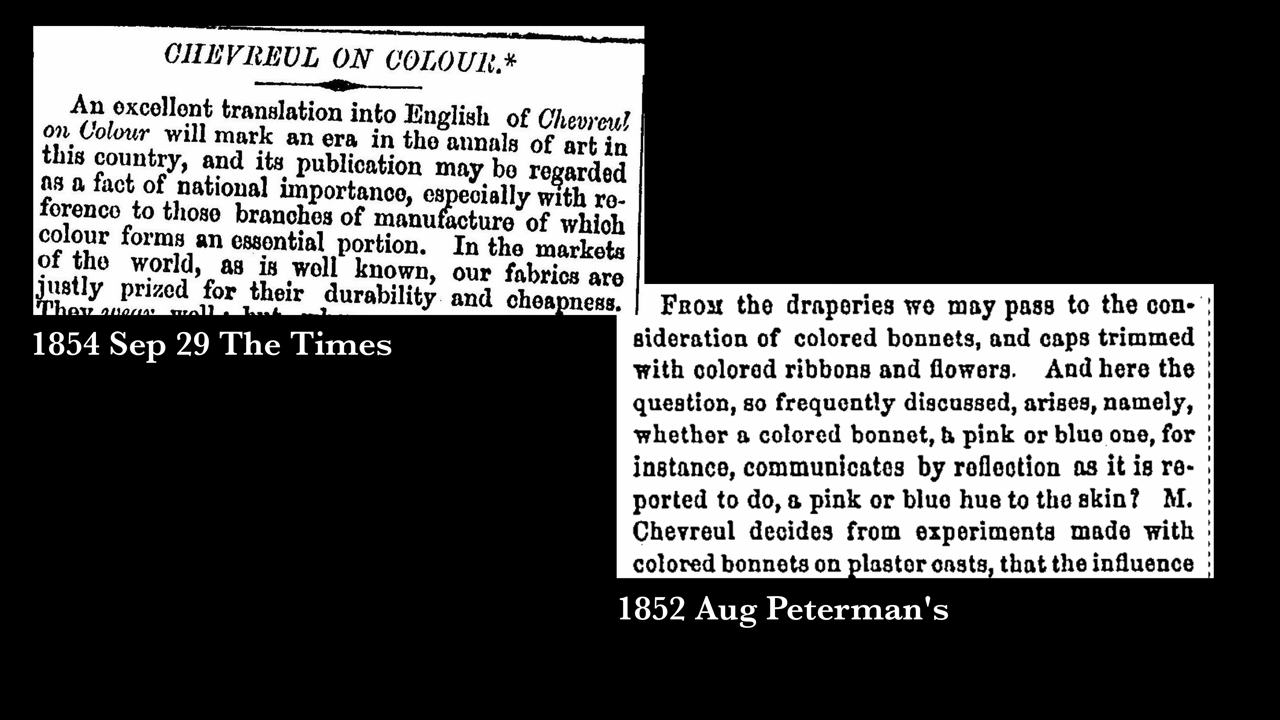 CHEVREUL ON COLOUR.*
An excellent translation into English of Chevreul
on Colour will mark an era in the annals of art in
this country, and its publication may be regarded
as a fact of national importance, especially with re-
ference to those branches of manufacture of which
colour forms an essential portion. In the markets
of the world, as is well known, our fabrics are
justly prized for their durability and cheapness.
They wear well; but
1854 Sep 29 The Times
FROM the draperies we may pass to the con-
sideration of colored bonnets, and caps trimmed
with colored ribbons and flowers. And here the
question, so frequently discussed, arises, namely,
whether a colored bonnet, a pink or blue one, for
instance, communicates by reflection as it is re-
ported to do, a pink or blue hue to the skin? M.
Chevreul decides from experiments made with
colored bonnets on plaster casts, that the influence
1852 Aug Peterman's